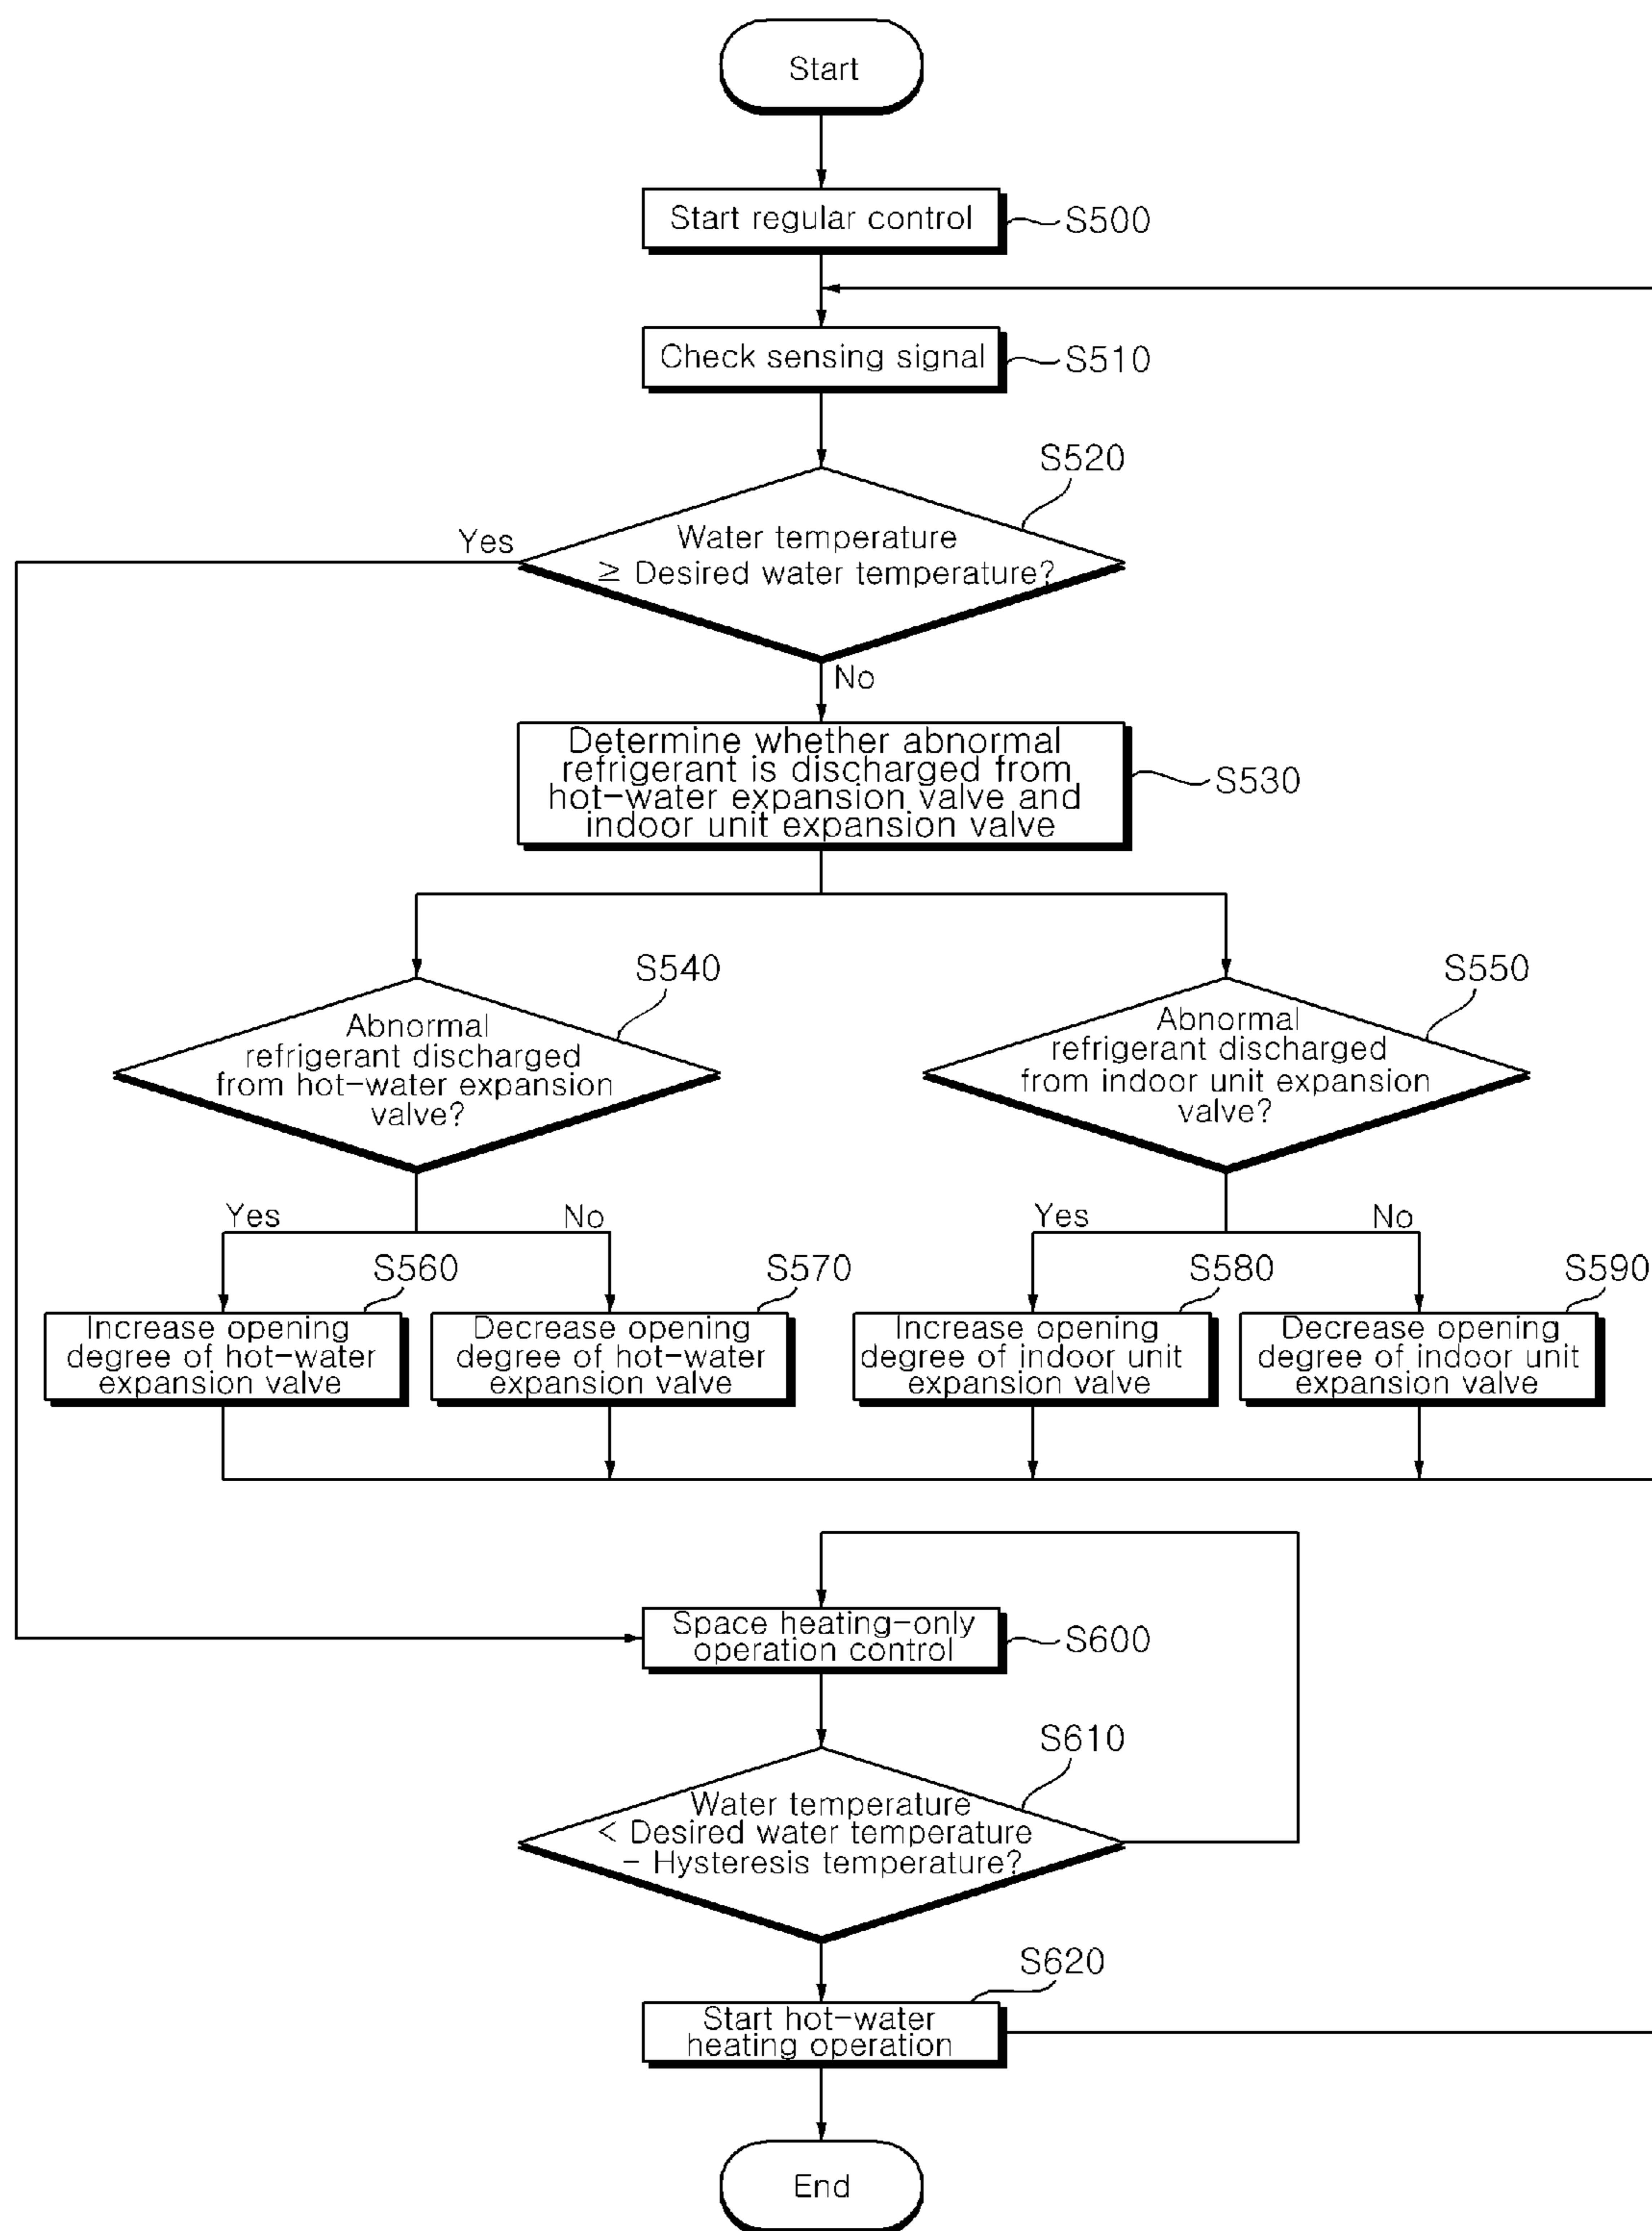 Start
Start regular control
S500
Check sensing signal
S510
S520
Water temperature
≥ Desired water temperature?
Yes
No
Determine whether abnormal
refrigerant is discharged from
hot-water expansion valve and
indoor unit expansion valve
S530
S540
Abnormal
refrigerant discharged
from hot-water expansion
valve?
S550
Abnormal
refrigerant discharged
from indoor unit expansion
valve?
Yes
No
Yes
No
S560
Increase opening
degree of hot-water
expansion valve
S570
Decrease opening
degree of hot-water
expansion valve
S580
Increase opening
degree of indoor unit
expansion valve
S590
Decrease opening
degree of indoor unit
expansion valve
Space heating-only
operation control
S600
S610
Water temperature
< Desired water temperature
- Hysteresis temperature?
S620
Start hot-water
heating operation
End